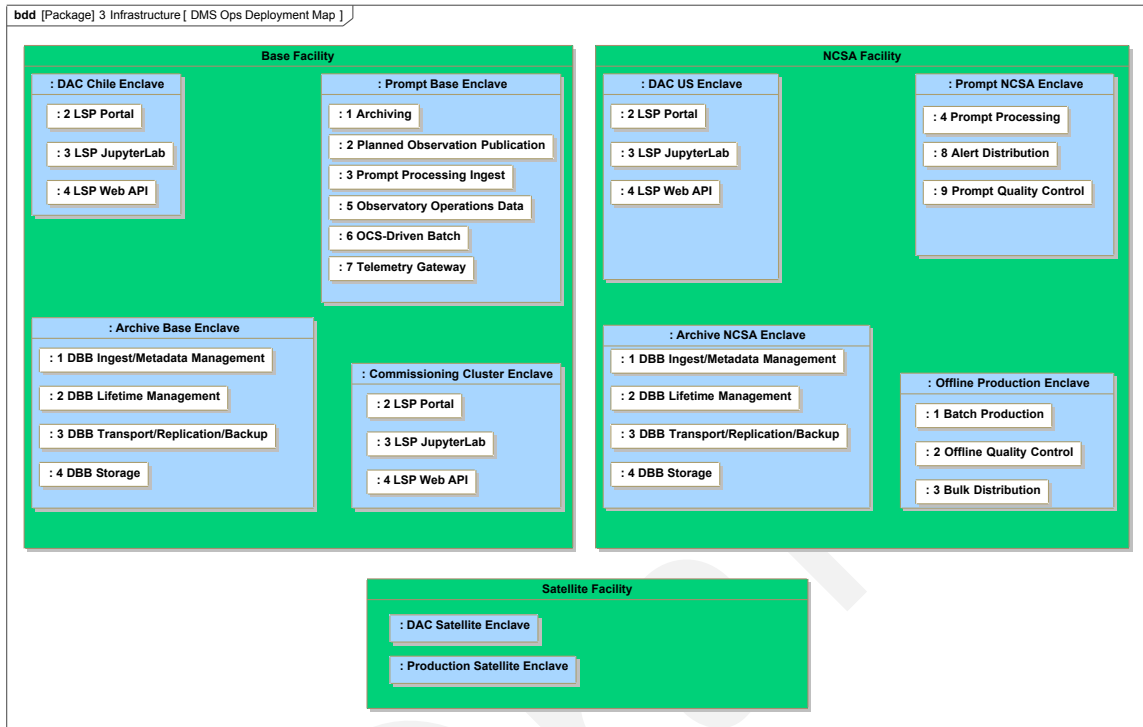 bdd [Package] 3 Infrastructure [ DMS Ops Deployment Map ]
Base Facility
: DAC Chile Enclave
: 2 LSP Portal
: 3 LSP JupyterLab
: 4 LSP Web API
: Prompt Base Enclave
: 1 Archiving
: 2 Planned Observation Publication
: 3 Prompt Processing Ingest
: 5 Observatory Operations Data
: 6 OCS-Driven Batch
: 7 Telemetry Gateway
: Archive Base Enclave
: 1 DBB Ingest/Metadata Management
: 2 DBB Lifetime Management
: 3 DBB Transport/Replication/Backup
: 4 DBB Storage
: Commissioning Cluster Enclave
: 2 LSP Portal
: 3 LSP JupyterLab
: 4 LSP Web API
NCSA Facility
: DAC US Enclave
: 2 LSP Portal
: 3 LSP JupyterLab
: 4 LSP Web API
: Prompt NCSA Enclave
: 4 Prompt Processing
: 8 Alert Distribution
: 9 Prompt Quality Control
: Archive NCSA Enclave
: 1 DBB Ingest/Metadata Management
: 2 DBB Lifetime Management
: 3 DBB Transport/Replication/Backup
: 4 DBB Storage
: Offline Production Enclave
: 1 Batch Production
: 2 Offline Quality Control
: 3 Bulk Distribution
Satellite Facility
: DAC Satellite Enclave
: Production Satellite Enclave